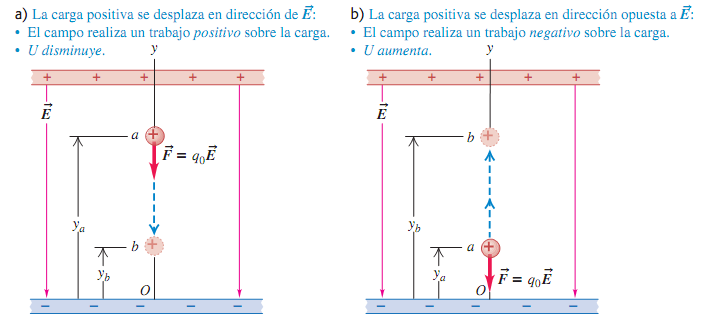 a) La carga positiva se desplaza en dirección de E⃗:
• El campo realiza un trabajo positivo sobre la carga.
• U disminuye.
y
+ + + + +
E⃗
a
+
F⃗ = q₀E⃗
yₐ
b
+
y_b
O
− − − − −
b) La carga positiva se desplaza en dirección opuesta a E⃗:
• El campo realiza un trabajo negativo sobre la carga.
• U aumenta.
y
+ + + + +
E⃗
b
+
y_b
a
+
yₐ
F⃗ = q₀E⃗
O
− − − − −